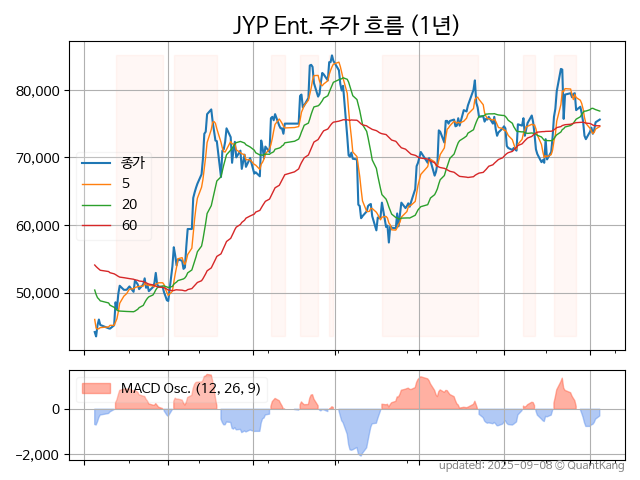 JYP Ent. 주가 흐름 (1년)
80,000
70,000
60,000
50,000
종가
5
20
60
MACD Osc. (12, 26, 9)
0
−2,000
updated: 2025-09-08 © QuantKang